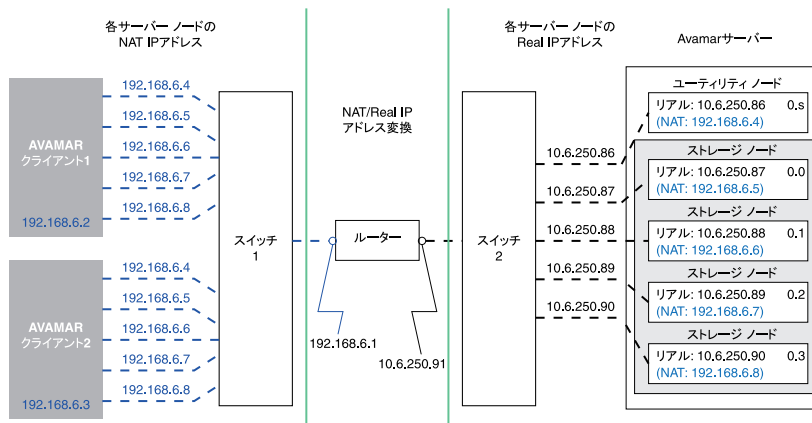 各サーバー ノードの
NAT IPアドレス
各サーバー ノードの
Real IPアドレス
Avamarサーバー
AVAMAR
クライアント1
192.168.6.2
192.168.6.4
192.168.6.5
192.168.6.6
192.168.6.7
192.168.6.8
AVAMAR
クライアント2
192.168.6.3
192.168.6.4
192.168.6.5
192.168.6.6
192.168.6.7
192.168.6.8
スイッチ
1
NAT/Real IP
アドレス変換
ルーター
192.168.6.1
10.6.250.91
スイッチ
2
10.6.250.86
10.6.250.87
10.6.250.88
10.6.250.89
10.6.250.90
ユーティリティ ノード
リアル: 10.6.250.86 0.s
(NAT: 192.168.6.4)
ストレージ ノード
リアル: 10.6.250.87 0.0
(NAT: 192.168.6.5)
ストレージ ノード
リアル: 10.6.250.88 0.1
(NAT: 192.168.6.6)
ストレージ ノード
リアル: 10.6.250.89 0.2
(NAT: 192.168.6.7)
ストレージ ノード
リアル: 10.6.250.90 0.3
(NAT: 192.168.6.8)